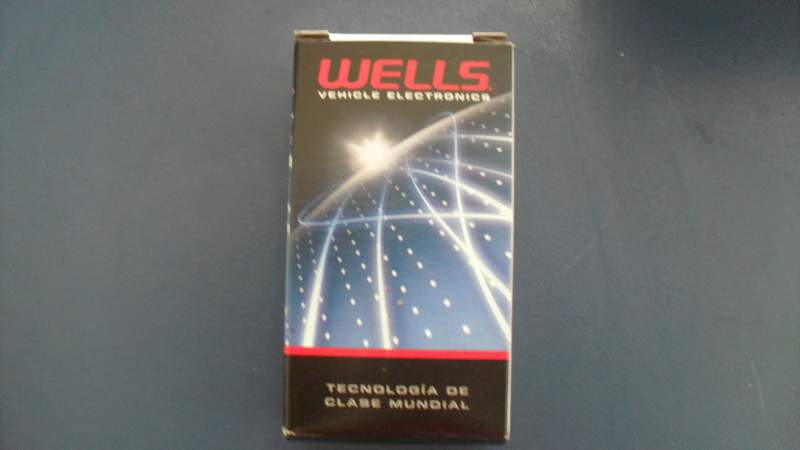 WELLS
VEHICLE ELECTRONICS
TECNOLOGÍA DE
CLASE MUNDIAL